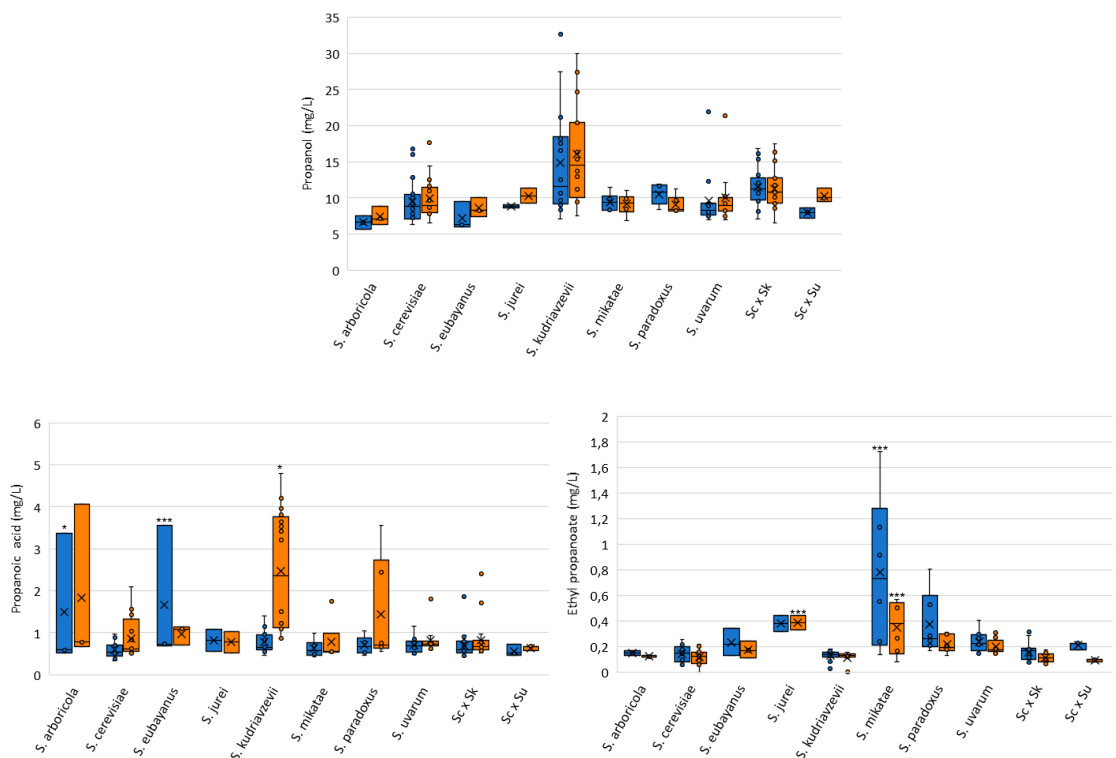 35
30
25
20
15
10
5
0
Propanol (mg/L)
S. arboricola
S. cerevisiae
S. eubayanus
S. jurei
S. kudriavzevii
S. mikatae
S. paradoxus
S. uvarum
Sc x Sk
Sc x Su
6
5
4
3
2
1
0
Propanoic acid (mg/L)
*
***
*
S. arboricola
S. cerevisiae
S. eubayanus
S. jurei
S. kudriavzevii
S. mikatae
S. paradoxus
S. uvarum
Sc x Sk
Sc x Su
2
1,8
1,6
1,4
1,2
1
0,8
0,6
0,4
0,2
0
Ethyl propanoate (mg/L)
***
***
***
S. arboricola
S. cerevisiae
S. eubayanus
S. jurei
S. kudriavzevii
S. mikatae
S. paradoxus
S. uvarum
Sc x Sk
Sc x Su